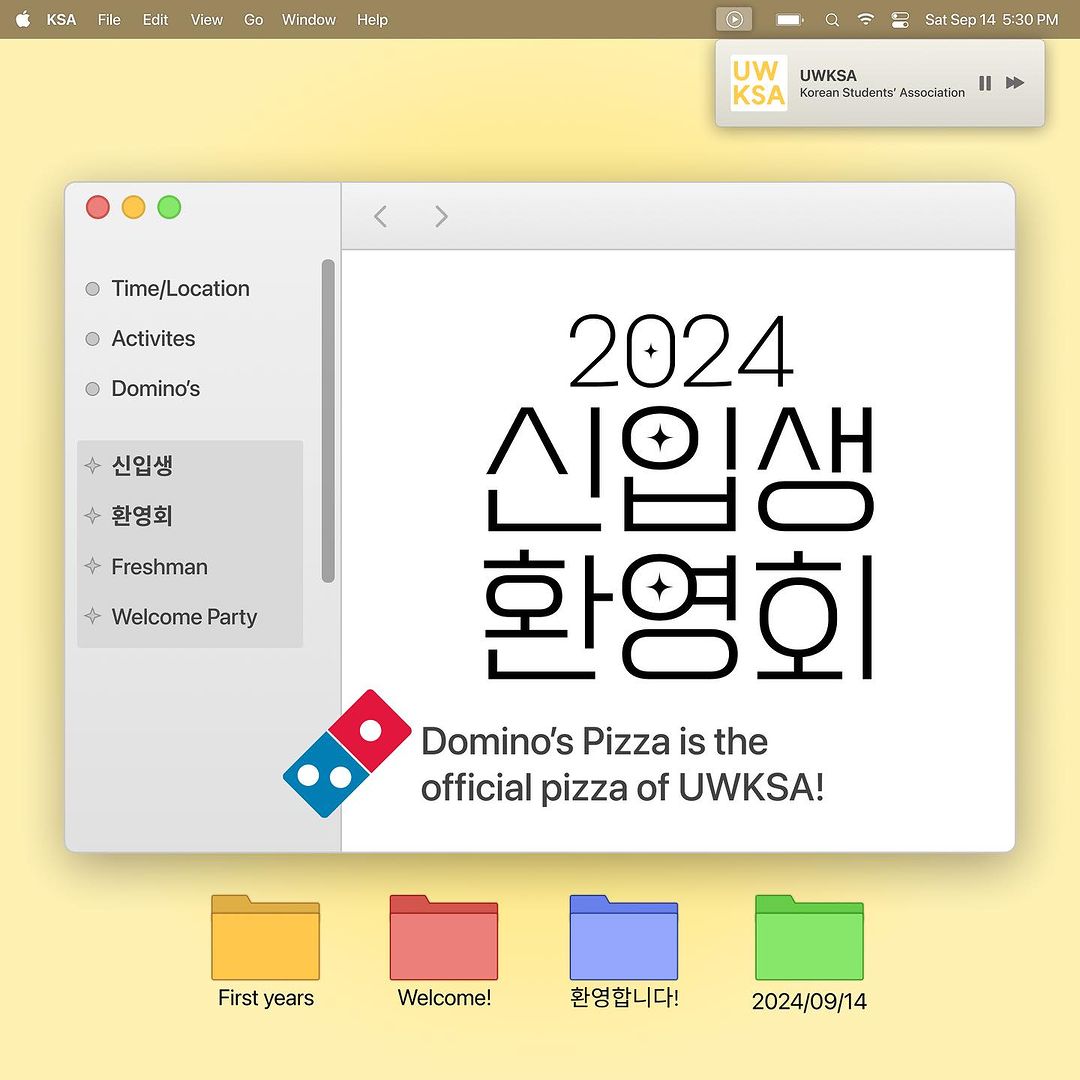 KSA File Edit View Go Window Help Sat Sep 14 5:30 PM
UW
KSA
UWKSA
Korean Students’ Association
Time/Location
Activites
Domino’s
신입생
환영회
Freshman
Welcome Party
2024
신입생
환영회
Domino’s Pizza is the
official pizza of UWKSA!
First years
Welcome!
환영합니다!
2024/09/14